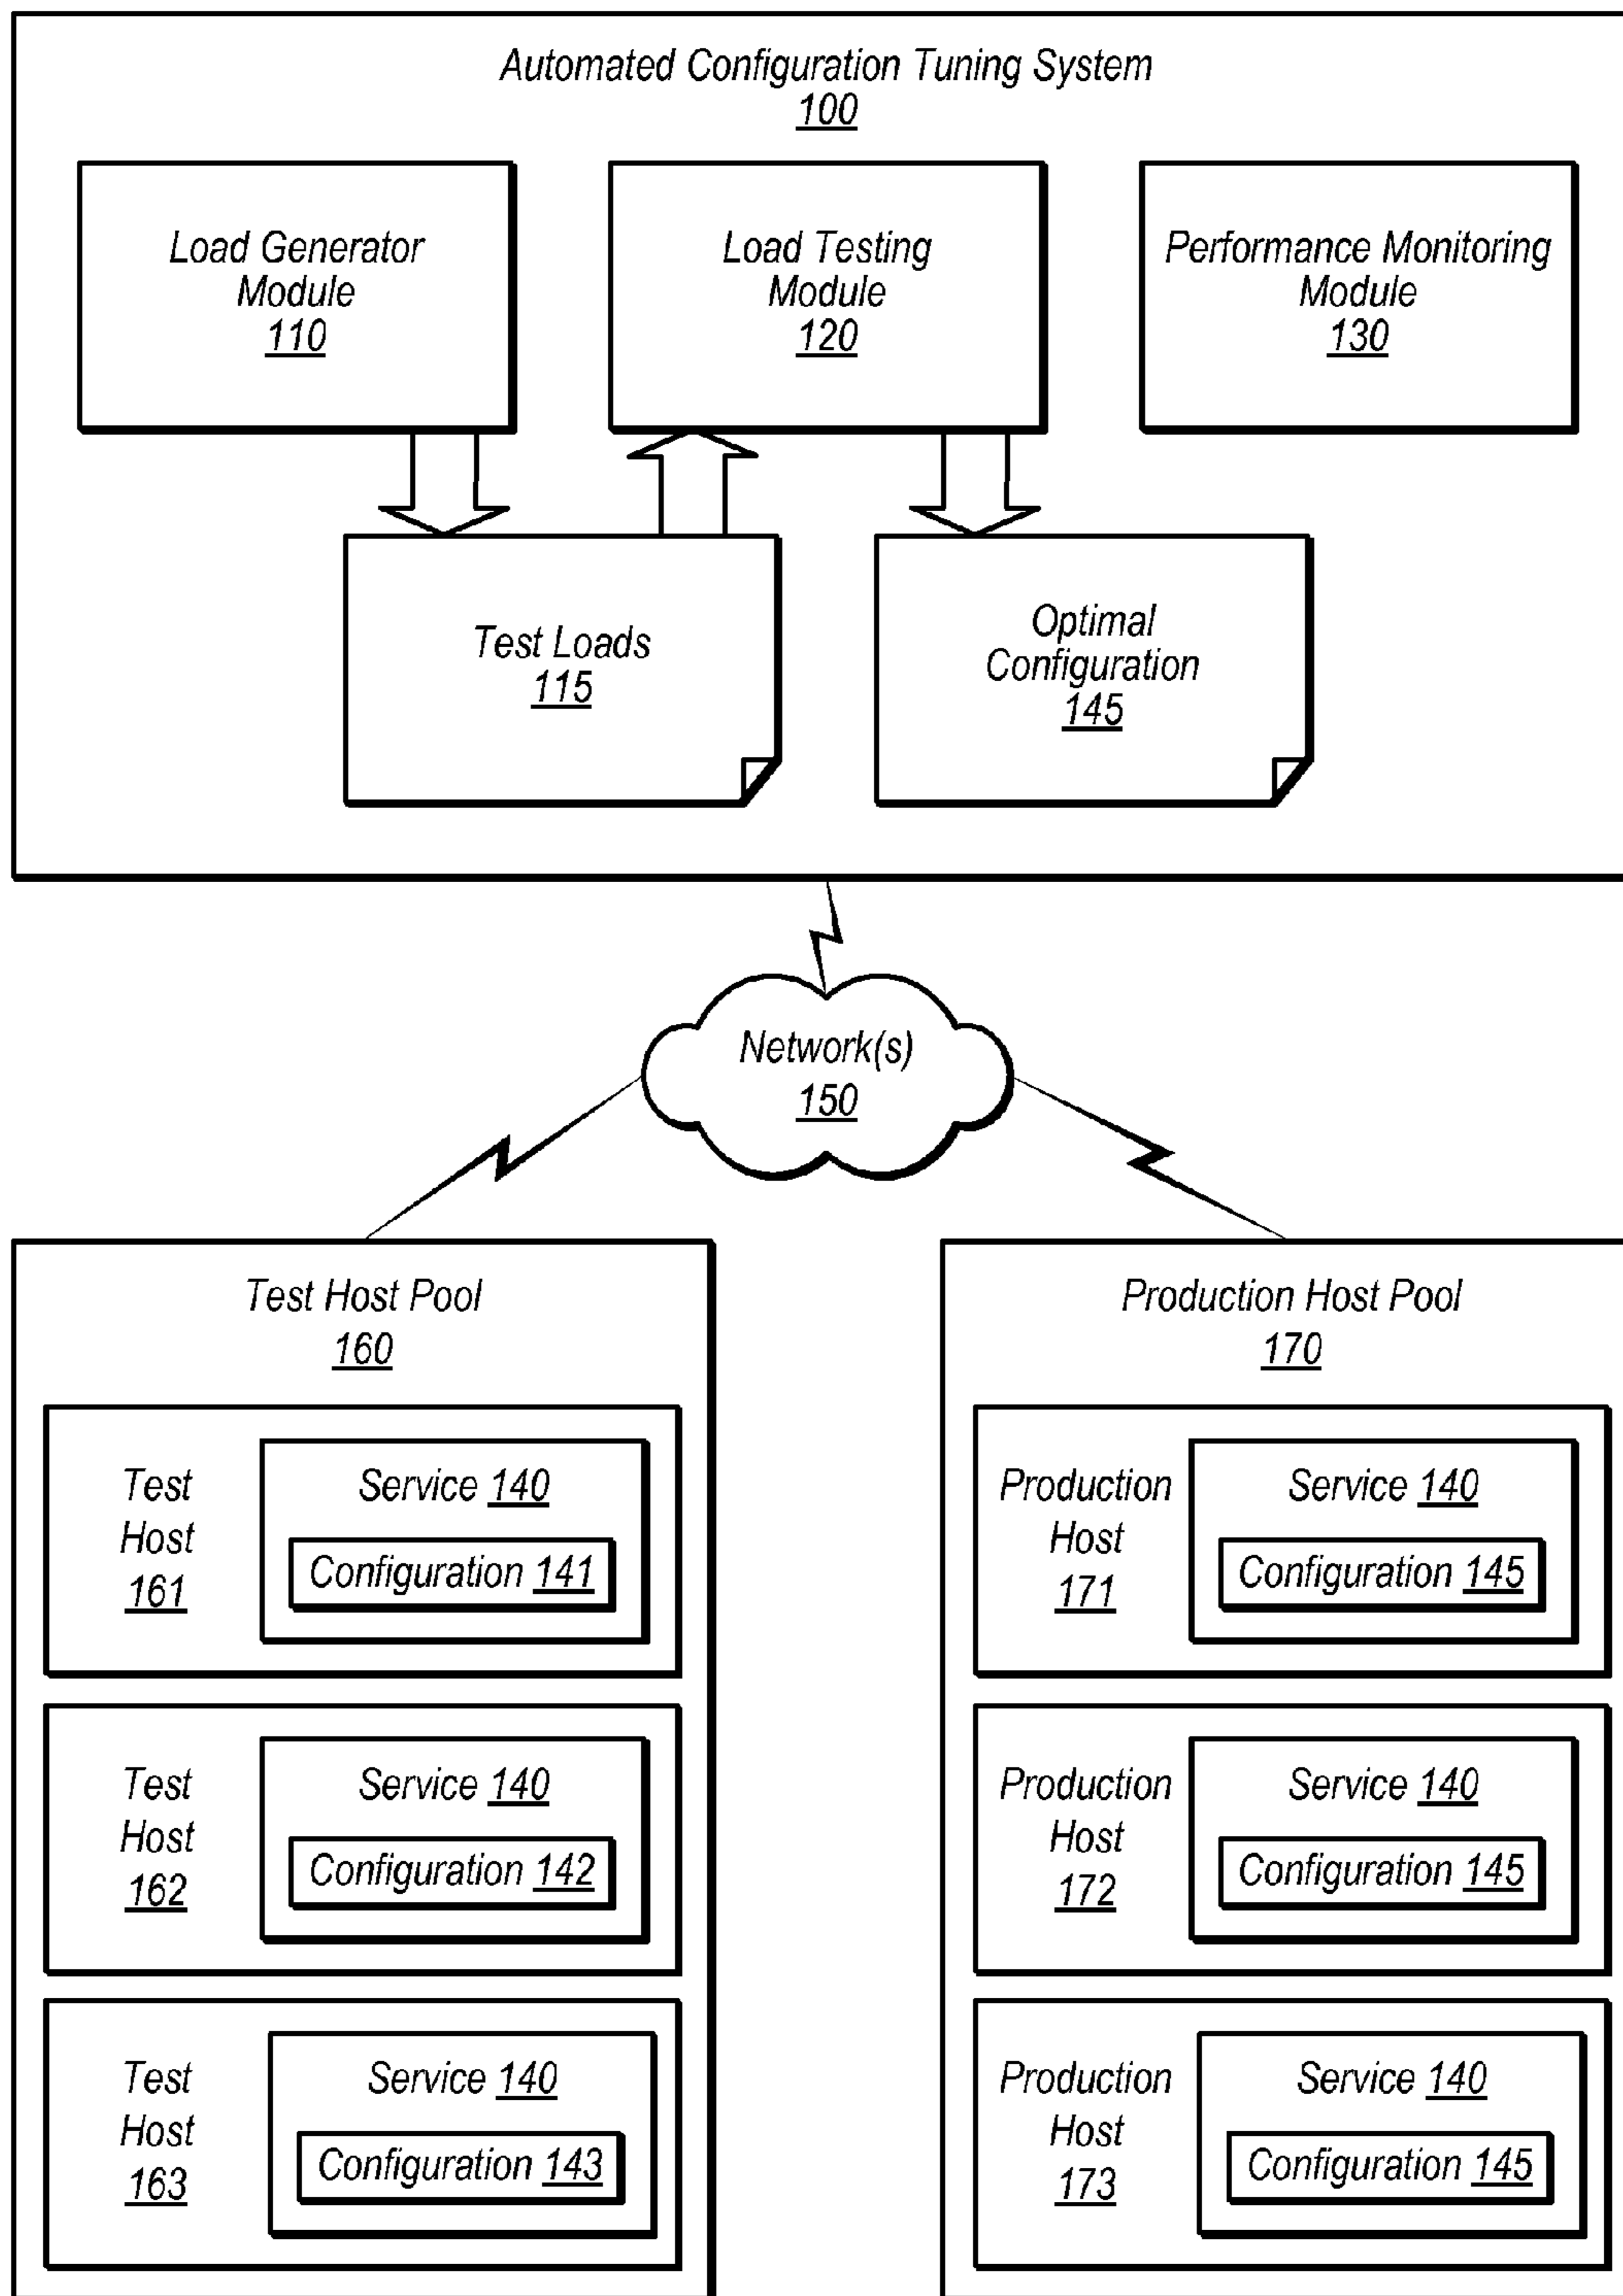 Automated Configuration Tuning System
100
Load Generator
Module
110
Load Testing
Module
120
Performance Monitoring
Module
130
Test Loads
115
Optimal
Configuration
145
Network(s)
150
Test Host Pool
160
Test
Host
161
Service 140
Configuration 141
Test
Host
162
Service 140
Configuration 142
Test
Host
163
Service 140
Configuration 143
Production Host Pool
170
Production
Host
171
Service 140
Configuration 145
Production
Host
172
Service 140
Configuration 145
Production
Host
173
Service 140
Configuration 145